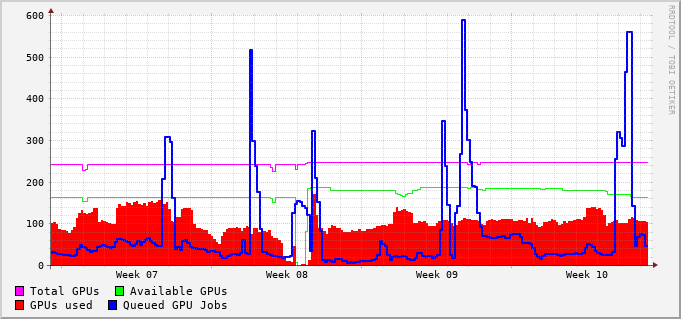 RRDTOOL / TOBI OETIKER
600
500
400
300
200
100
0
Week 07 Week 08 Week 09 Week 10
Total GPUs Available GPUs
GPUs used Queued GPU Jobs